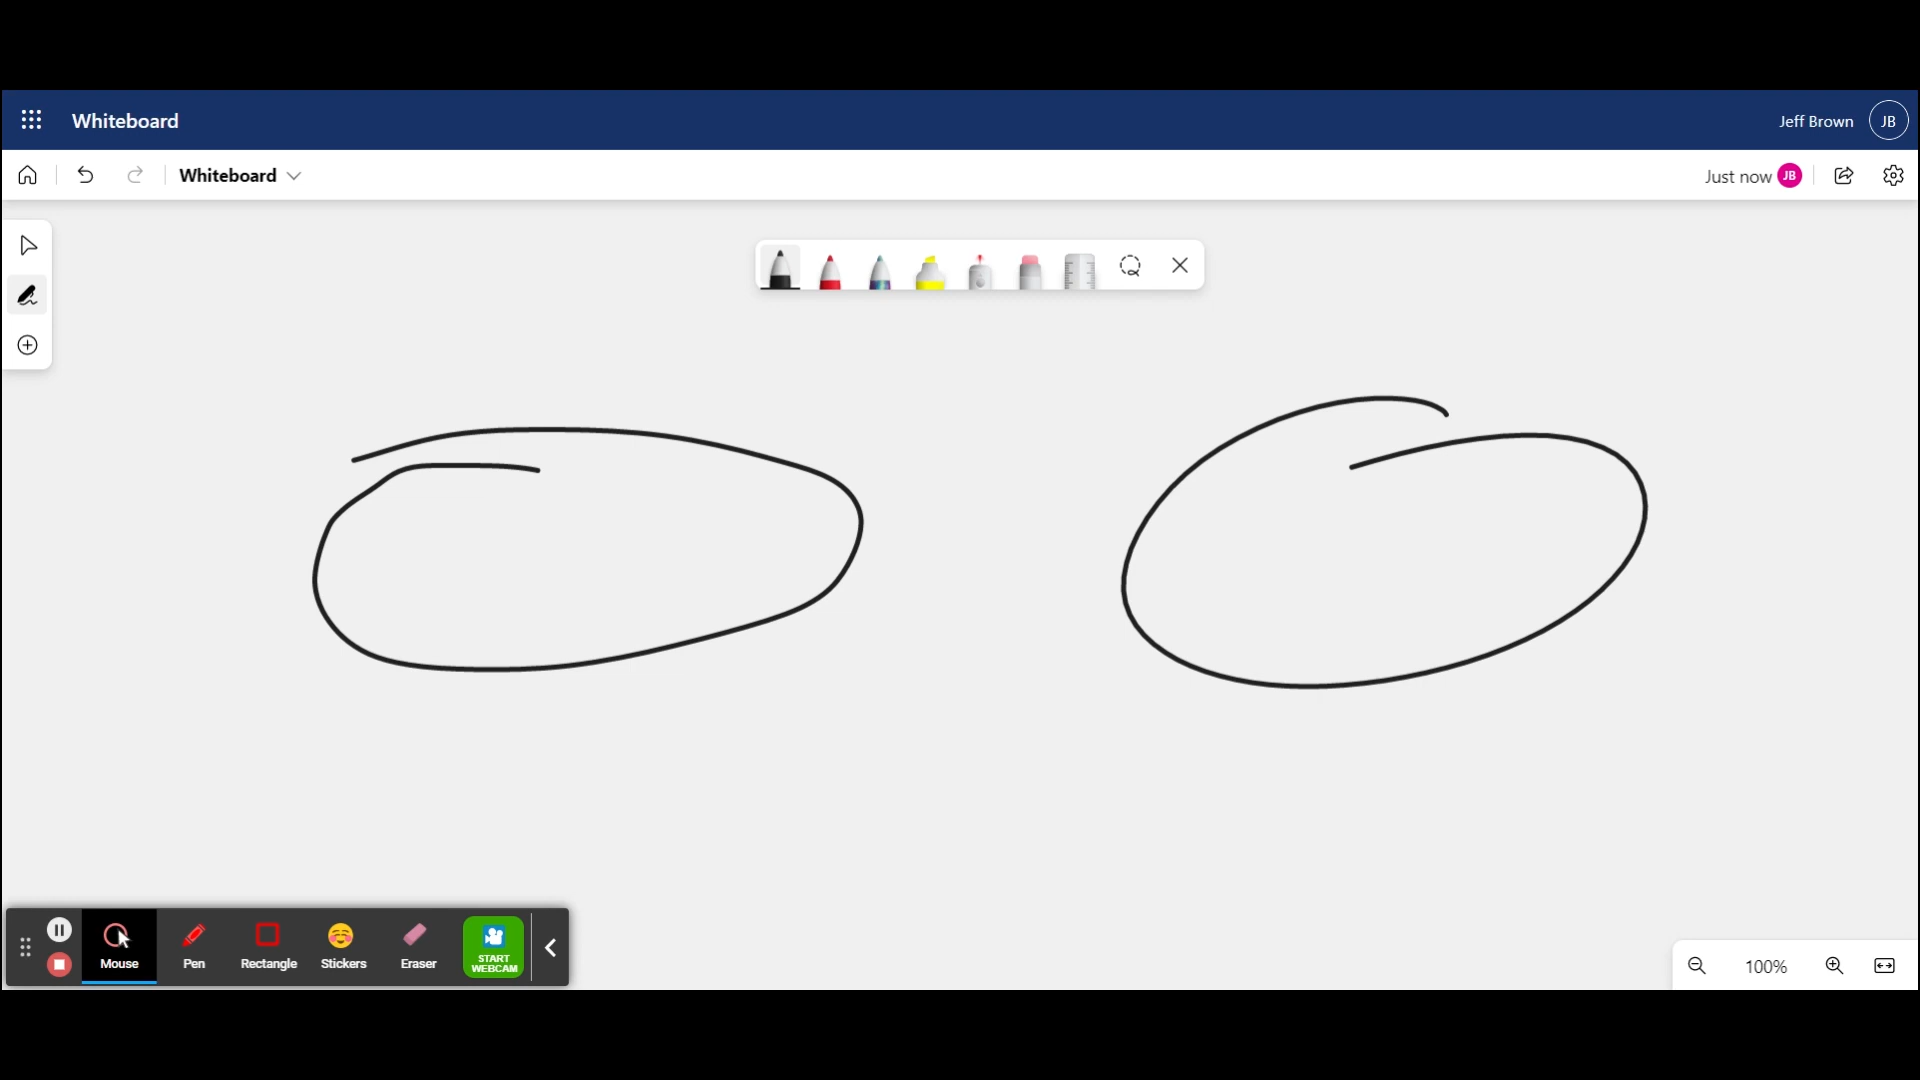 Whiteboard
Jeff Brown JB
Whiteboard
Just now JB
Mouse
Pen
Rectangle
Stickers
Eraser
START
WEBCAM
100%